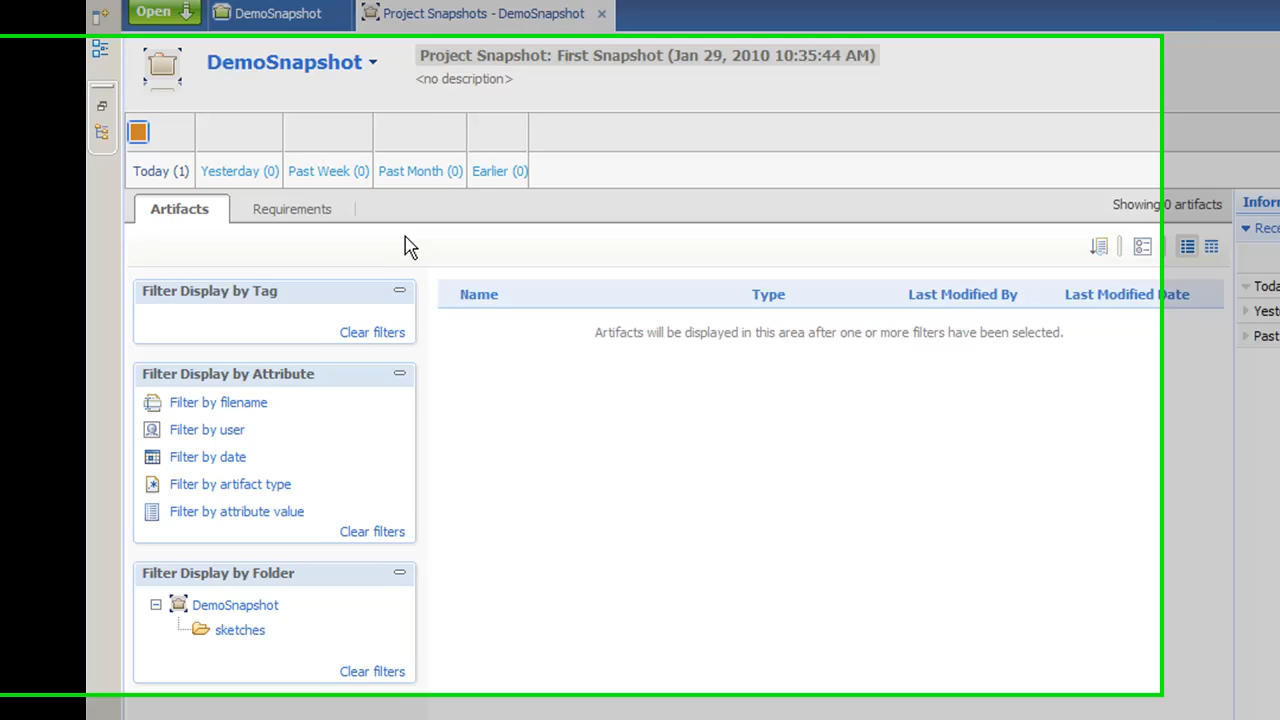 Open
DemoSnapshot
Project Snapshots - DemoSnapshot
DemoSnapshot
Project Snapshot: First Snapshot (Jan 29, 2010 10:35:44 AM)
<no description>
Today (1)
Yesterday (0)
Past Week (0)
Past Month (0)
Earlier (0)
Artifacts
Requirements
Showing 0 artifacts
Infor
Rece
Filter Display by Tag
Clear filters
Name
Type
Last Modified By
Last Modified Date
Toda
Yest
Past
Artifacts will be displayed in this area after one or more filters have been selected.
Filter Display by Attribute
Filter by filename
Filter by user
Filter by date
Filter by artifact type
Filter by attribute value
Clear filters
Filter Display by Folder
DemoSnapshot
sketches
Clear filters